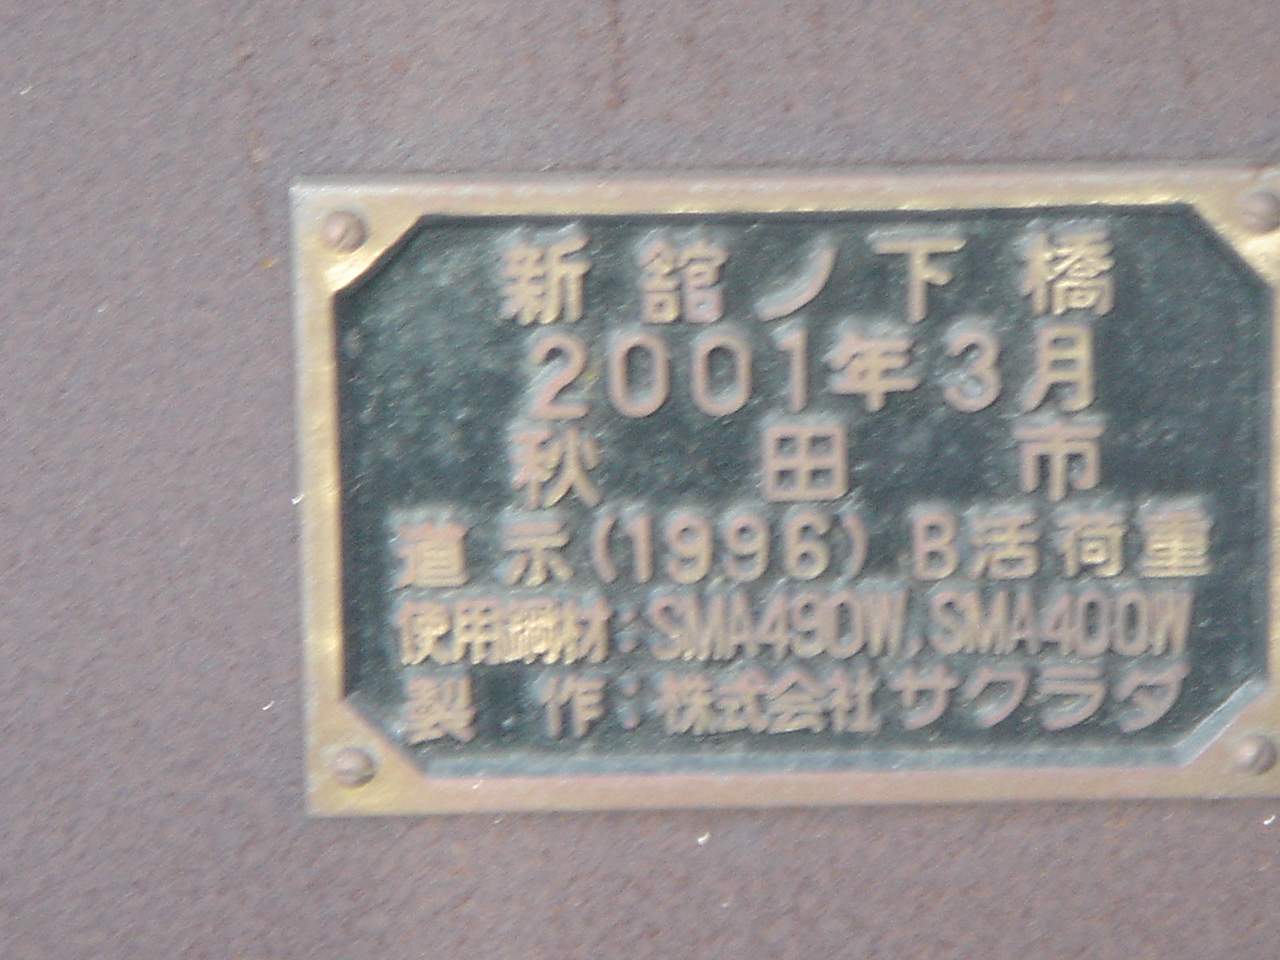 新舘ノ下橋
2001年3月
秋田市
道示(1996) B活荷重
使用鋼材:SMA490W,SMA400W
製作:株式会社サクラダ